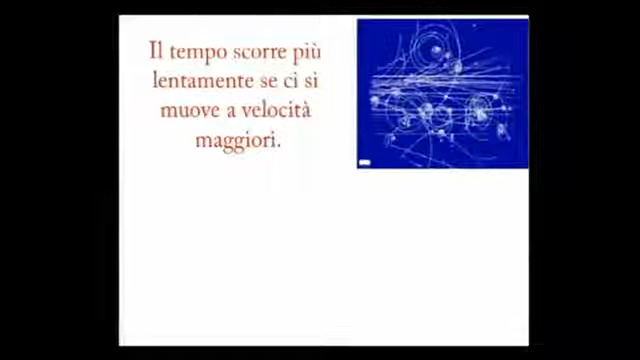 Il tempo scorre più
lentamente se ci si
muove a velocità
maggiori.